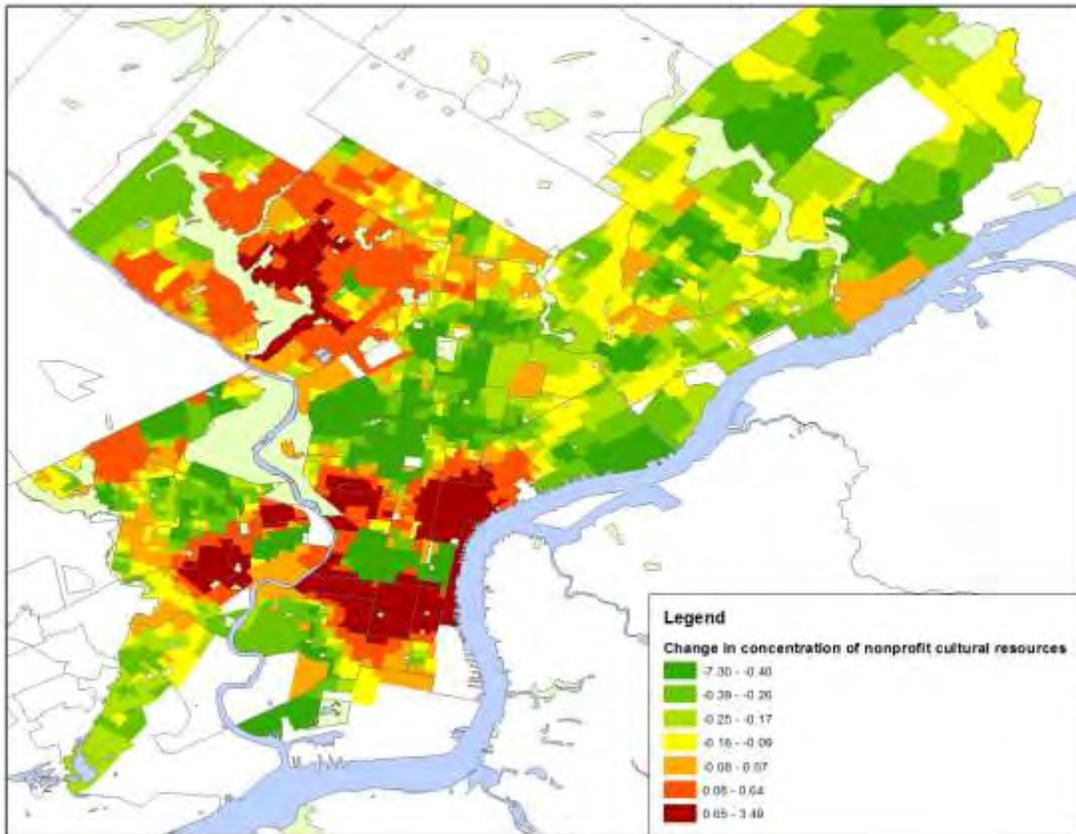 Legend
Change in concentration of nonprofit cultural resources
-7.30 - -0.40
-0.39 - -0.26
-0.25 - -0.17
-0.16 - -0.09
-0.08 - 0.07
0.08 - 0.64
0.65 - 3.49